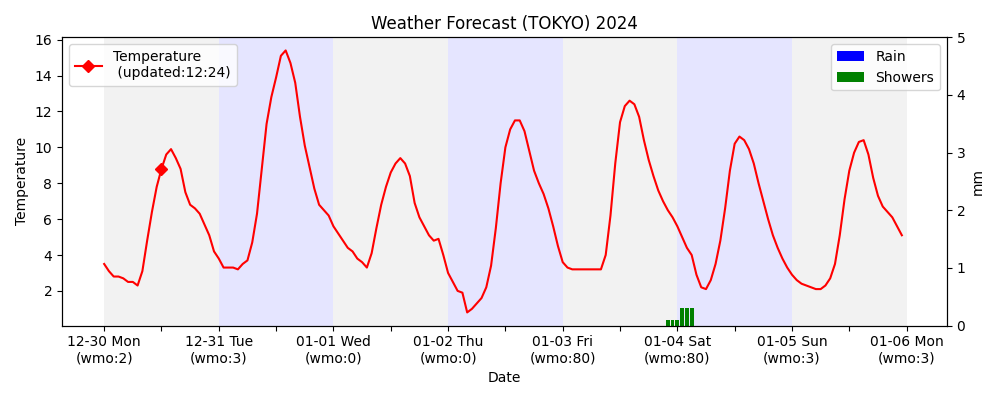 Weather Forecast (TOKYO) 2024
Temperature
(updated:12:24)
Rain
Showers
16
14
12
10
8
6
4
2
Temperature
5
4
3
2
1
0
mm
12-30 Mon
(wmo:2)
12-31 Tue
(wmo:3)
01-01 Wed
(wmo:0)
01-02 Thu
(wmo:0)
01-03 Fri
(wmo:80)
01-04 Sat
(wmo:80)
01-05 Sun
(wmo:3)
01-06 Mon
(wmo:3)
Date